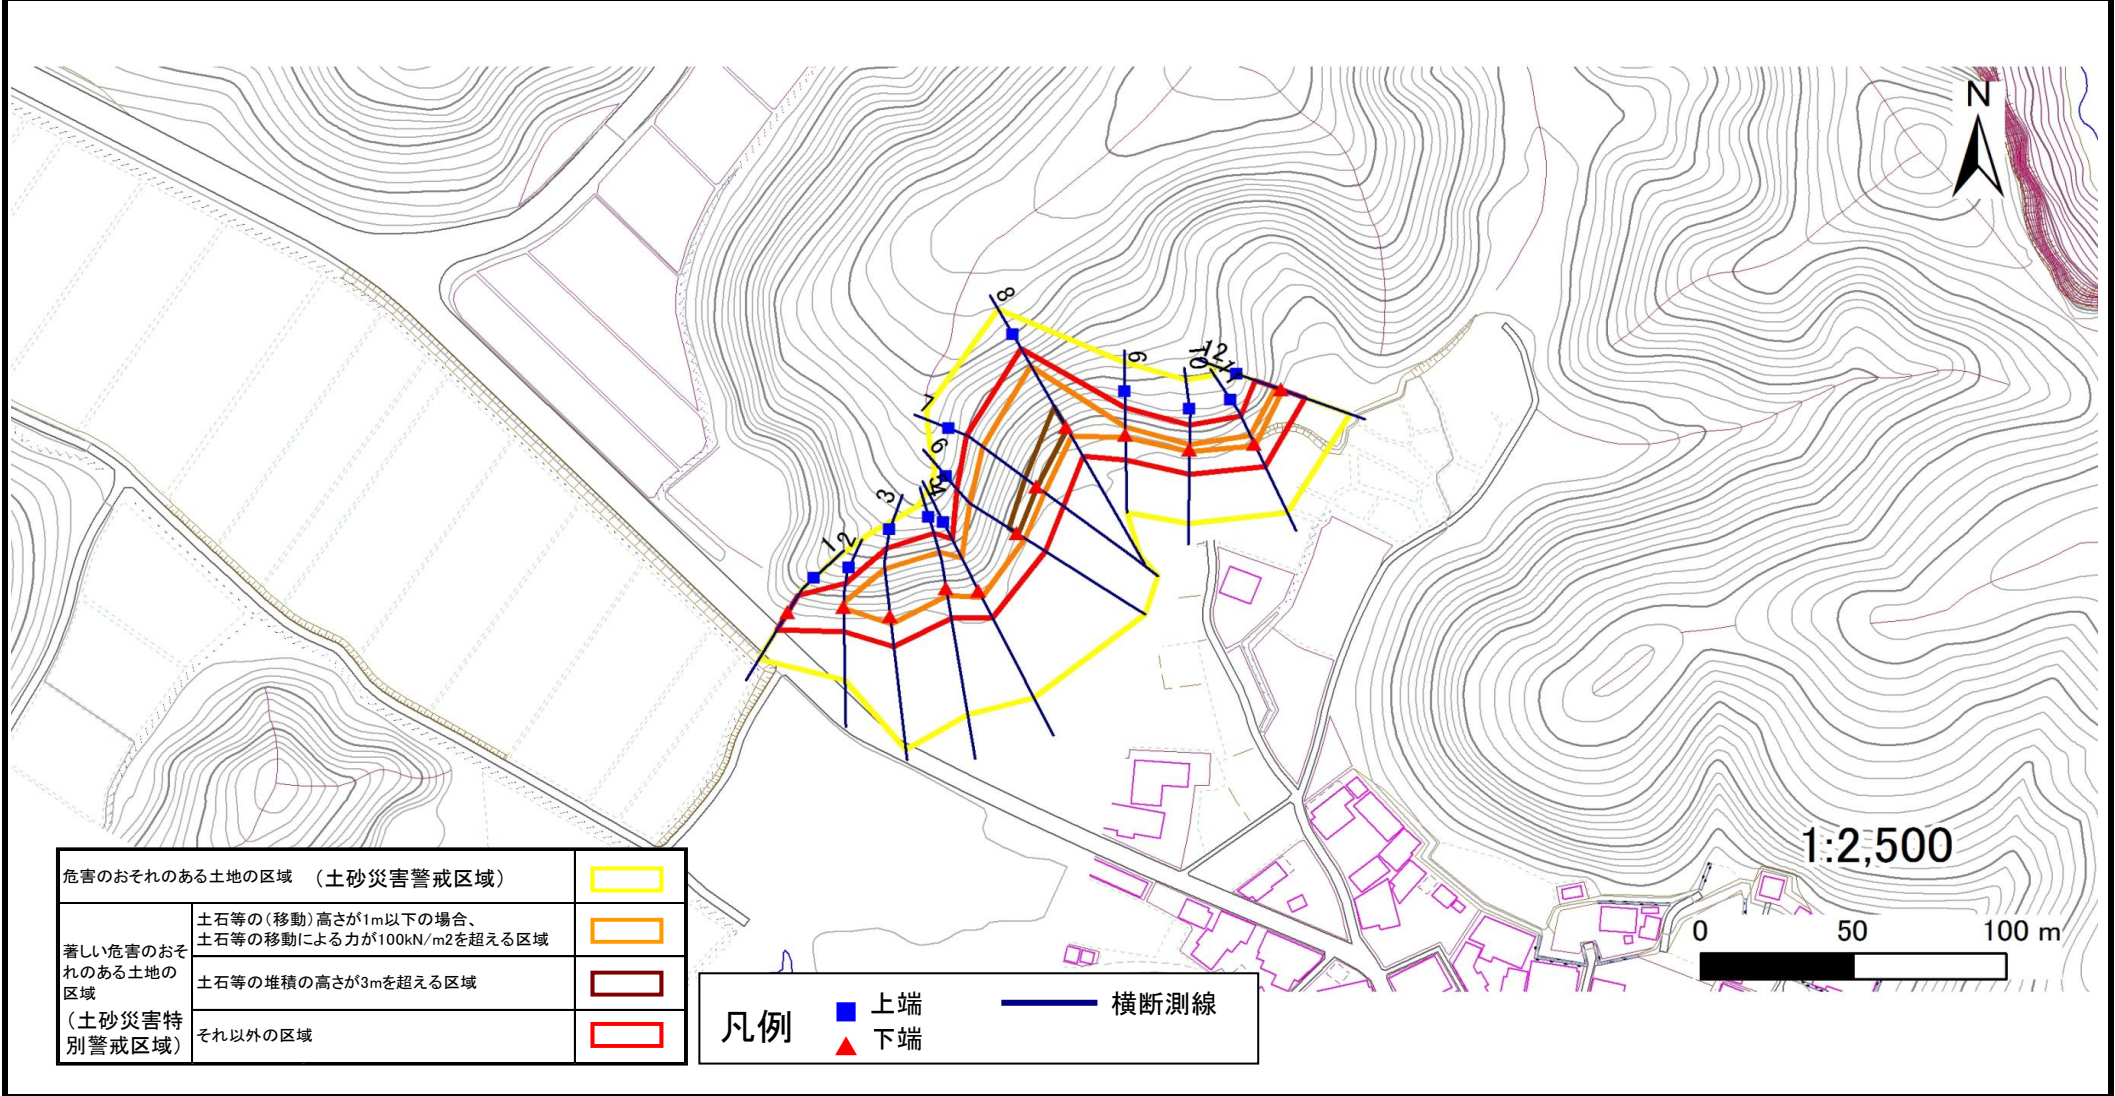 N
8
9
10
12
11
7
6
5
4
3
2
1
1:2,500
0 50 100 m
危害のおそれのある土地の区域 (土砂災害警戒区域)
著しい危害のおそ
れのある土地の
区域
(土砂災害特
別警戒区域)
土石等の(移動)高さが1m以下の場合、
土石等の移動による力が100kN/m2を超える区域
土石等の堆積の高さが3mを超える区域
それ以外の区域
凡例
上端
下端
横断測線